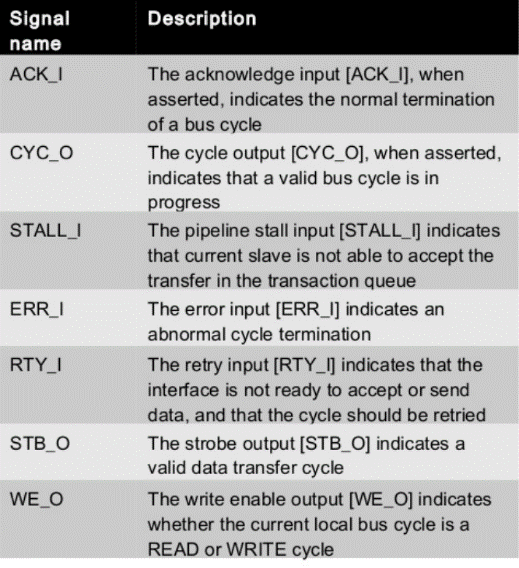 Signal name Description
ACK_I The acknowledge input [ACK_I], when
asserted, indicates the normal termination
of a bus cycle
CYC_O The cycle output [CYC_O], when asserted,
indicates that a valid bus cycle is in
progress
STALL_I The pipeline stall input [STALL_I] indicates
that current slave is not able to accept the
transfer in the transaction queue
ERR_I The error input [ERR_I] indicates an
abnormal cycle termination
RTY_I The retry input [RTY_I] indicates that the
interface is not ready to accept or send
data, and that the cycle should be retried
STB_O The strobe output [STB_O] indicates a
valid data transfer cycle
WE_O The write enable output [WE_O] indicates
whether the current local bus cycle is a
READ or WRITE cycle